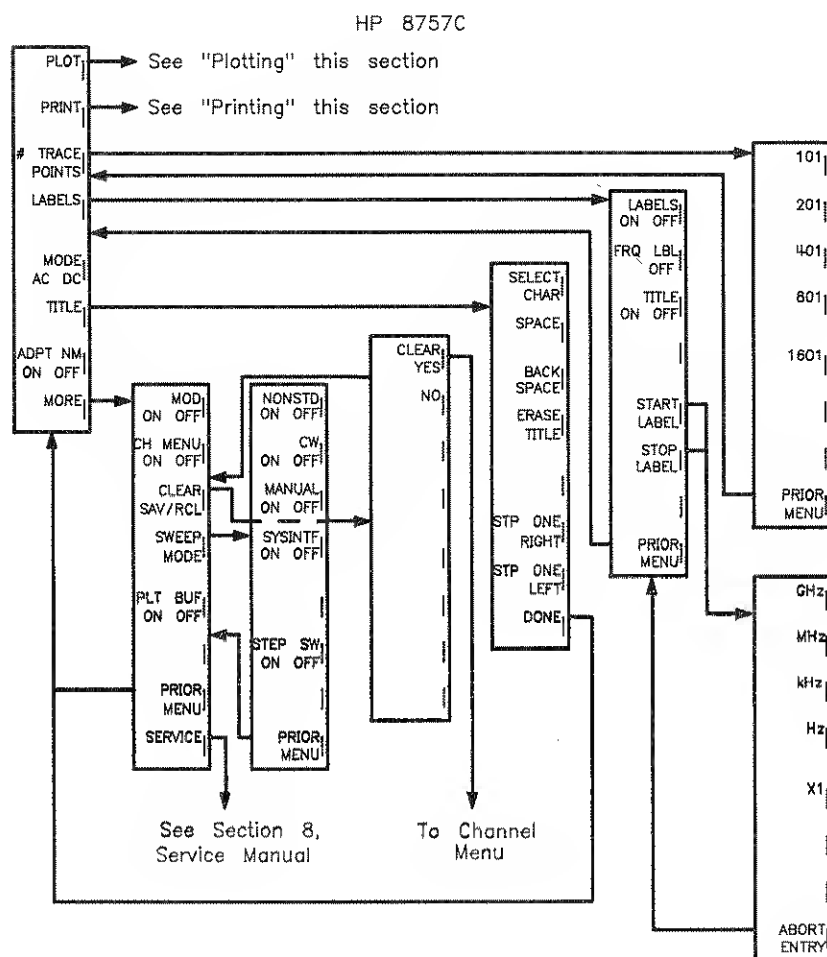 HP 8757C
PLOT
See "Plotting" this section
PRINT
See "Printing" this section
# TRACE
POINTS
LABELS
MODE
AC DC
TITLE
ADPT NM
ON OFF
MORE
MOD
ON OFF
CH MENU
ON OFF
CLEAR
SAV/RCL
SWEEP
MODE
PLT BUF
ON OFF
PRIOR
MENU
SERVICE
See Section 8,
Service Manual
NONSTD
ON OFF
CW
ON OFF
MANUAL
ON OFF
SYSINTF
ON OFF
STEP SW
ON OFF
PRIOR
MENU
CLEAR
YES
NO
To Channel
Menu
SELECT
CHAR
SPACE
BACK
SPACE
ERASE
TITLE
STP ONE
RIGHT
STP ONE
LEFT
DONE
LABELS
ON OFF
FRQ LBL
OFF
TITLE
ON OFF
START
LABEL
STOP
LABEL
PRIOR
MENU
101
201
401
801
1601
PRIOR
MENU
GHz
MHz
kHz
Hz
X1
ABORT
ENTRY